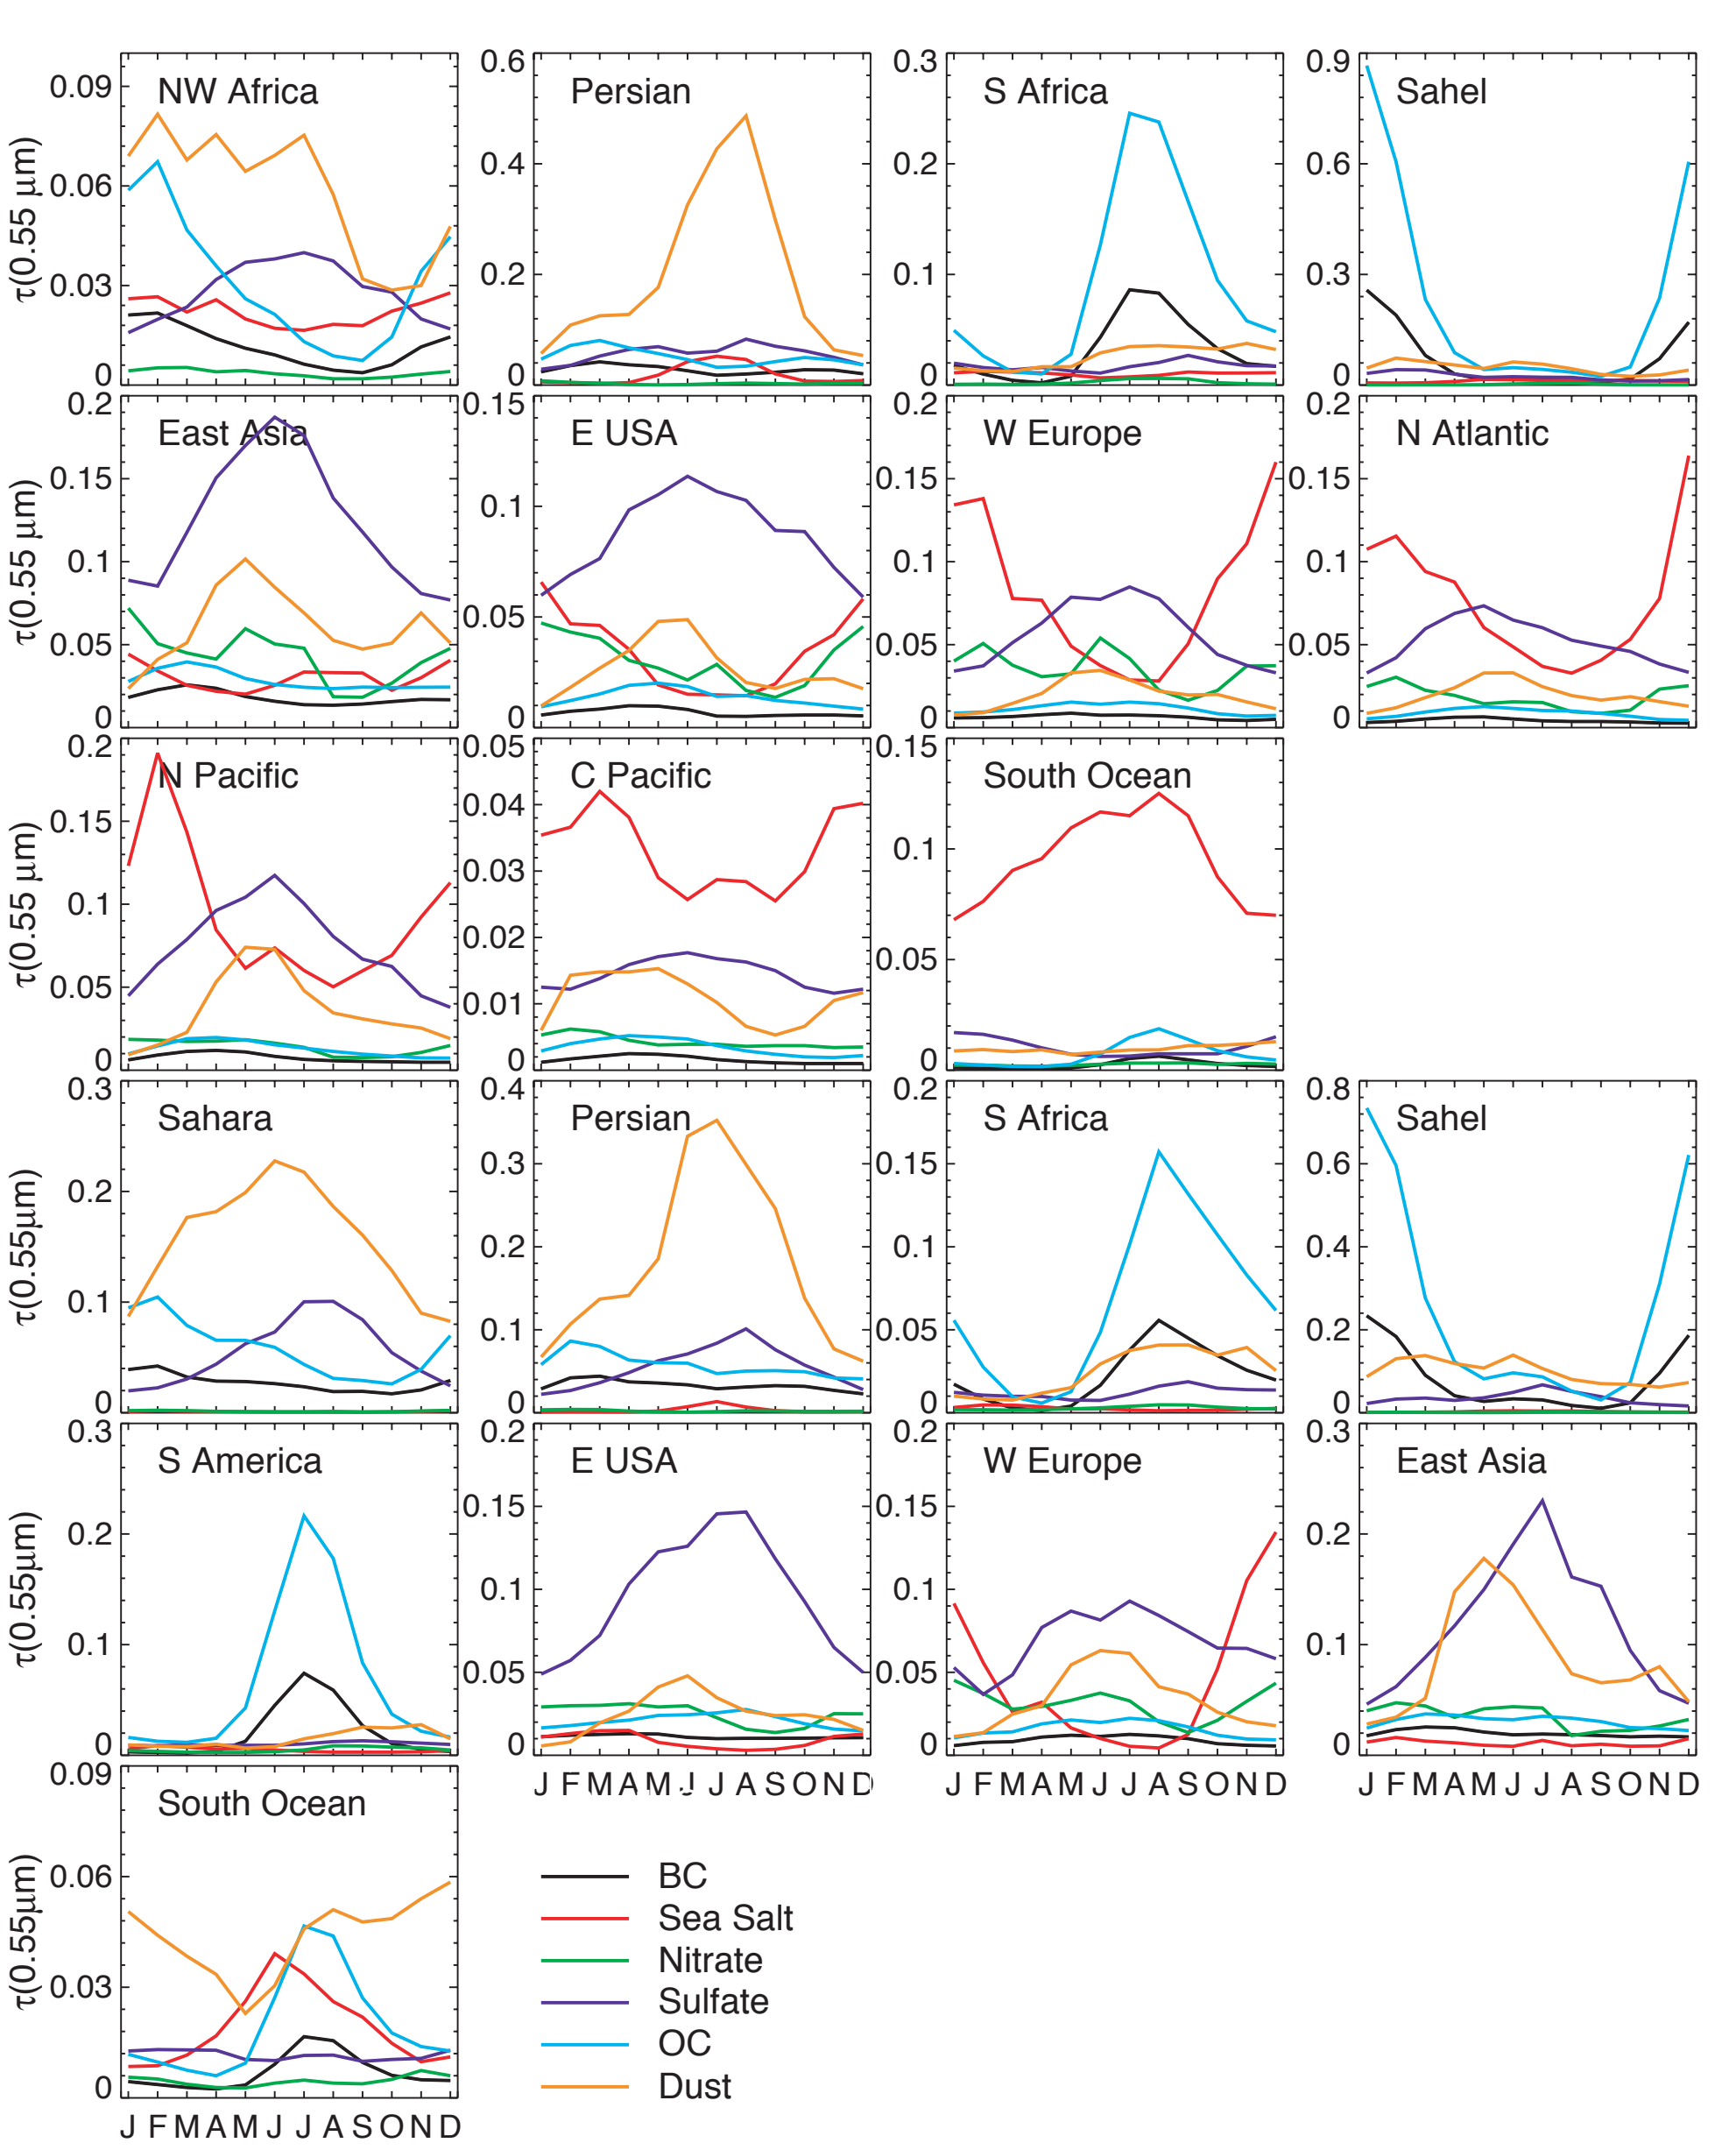 NW Africa
Persian
S Africa
Sahel
τ(0.55 μm)
0.09
0.06
0.03
0
0.6
0.4
0.2
0
0.3
0.2
0.1
0
0.9
0.6
0.3
0
East Asia
E USA
W Europe
N Atlantic
τ(0.55 μm)
0.2
0.15
0.1
0.05
0
0.15
0.1
0.05
0
0.2
0.15
0.1
0.05
0
0.2
0.15
0.1
0.05
0
N Pacific
C Pacific
South Ocean
τ(0.55 μm)
0.2
0.15
0.1
0.05
0
0.05
0.04
0.03
0.02
0.01
0
0.15
0.1
0.05
0
Sahara
Persian
S Africa
Sahel
τ(0.55μm)
0.3
0.2
0.1
0
0.4
0.3
0.2
0.1
0
0.2
0.15
0.1
0.05
0
0.8
0.6
0.4
0.2
0
S America
E USA
W Europe
East Asia
τ(0.55μm)
0.3
0.2
0.1
0
0.2
0.15
0.1
0.05
0
0.2
0.15
0.1
0.05
0
0.3
0.2
0.1
0
J F M A M J J A S O N D
J F M A M J J A S O N D
J F M A M J J A S O N D
South Ocean
τ(0.55μm)
0.09
0.06
0.03
0
J F M A M J J A S O N D
BC
Sea Salt
Nitrate
Sulfate
OC
Dust